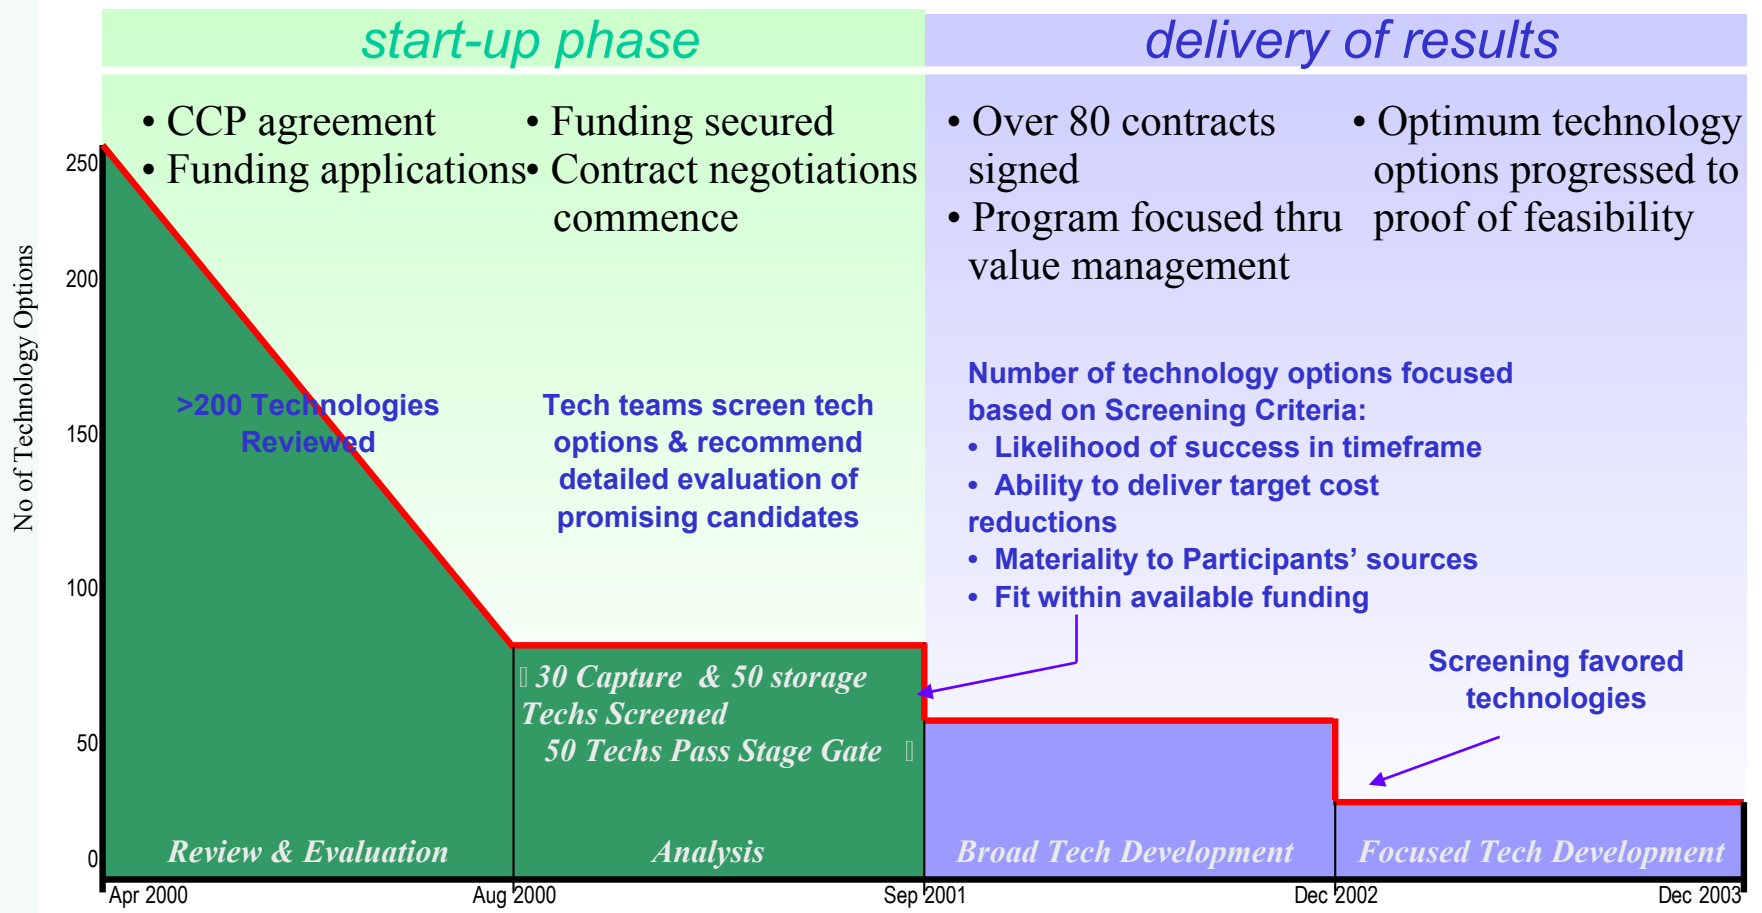 start-up phase
delivery of results
• CCP agreement
• Funding applications
• Funding secured
• Contract negotiations
commence
• Over 80 contracts
signed
• Program focused thru
value management
• Optimum technology
options progressed to
proof of feasibility
No of Technology Options
250
200
150
100
50
0
>200 Technologies
Reviewed
Tech teams screen tech
options & recommend
detailed evaluation of
promising candidates
Number of technology options focused
based on Screening Criteria:
• Likelihood of success in timeframe
• Ability to deliver target cost
reductions
• Materiality to Participants’ sources
• Fit within available funding
Screening favored
technologies
30 Capture & 50 storage
Techs Screened
50 Techs Pass Stage Gate
Review & Evaluation
Analysis
Broad Tech Development
Focused Tech Development
Apr 2000
Aug 2000
Sep 2001
Dec 2002
Dec 2003